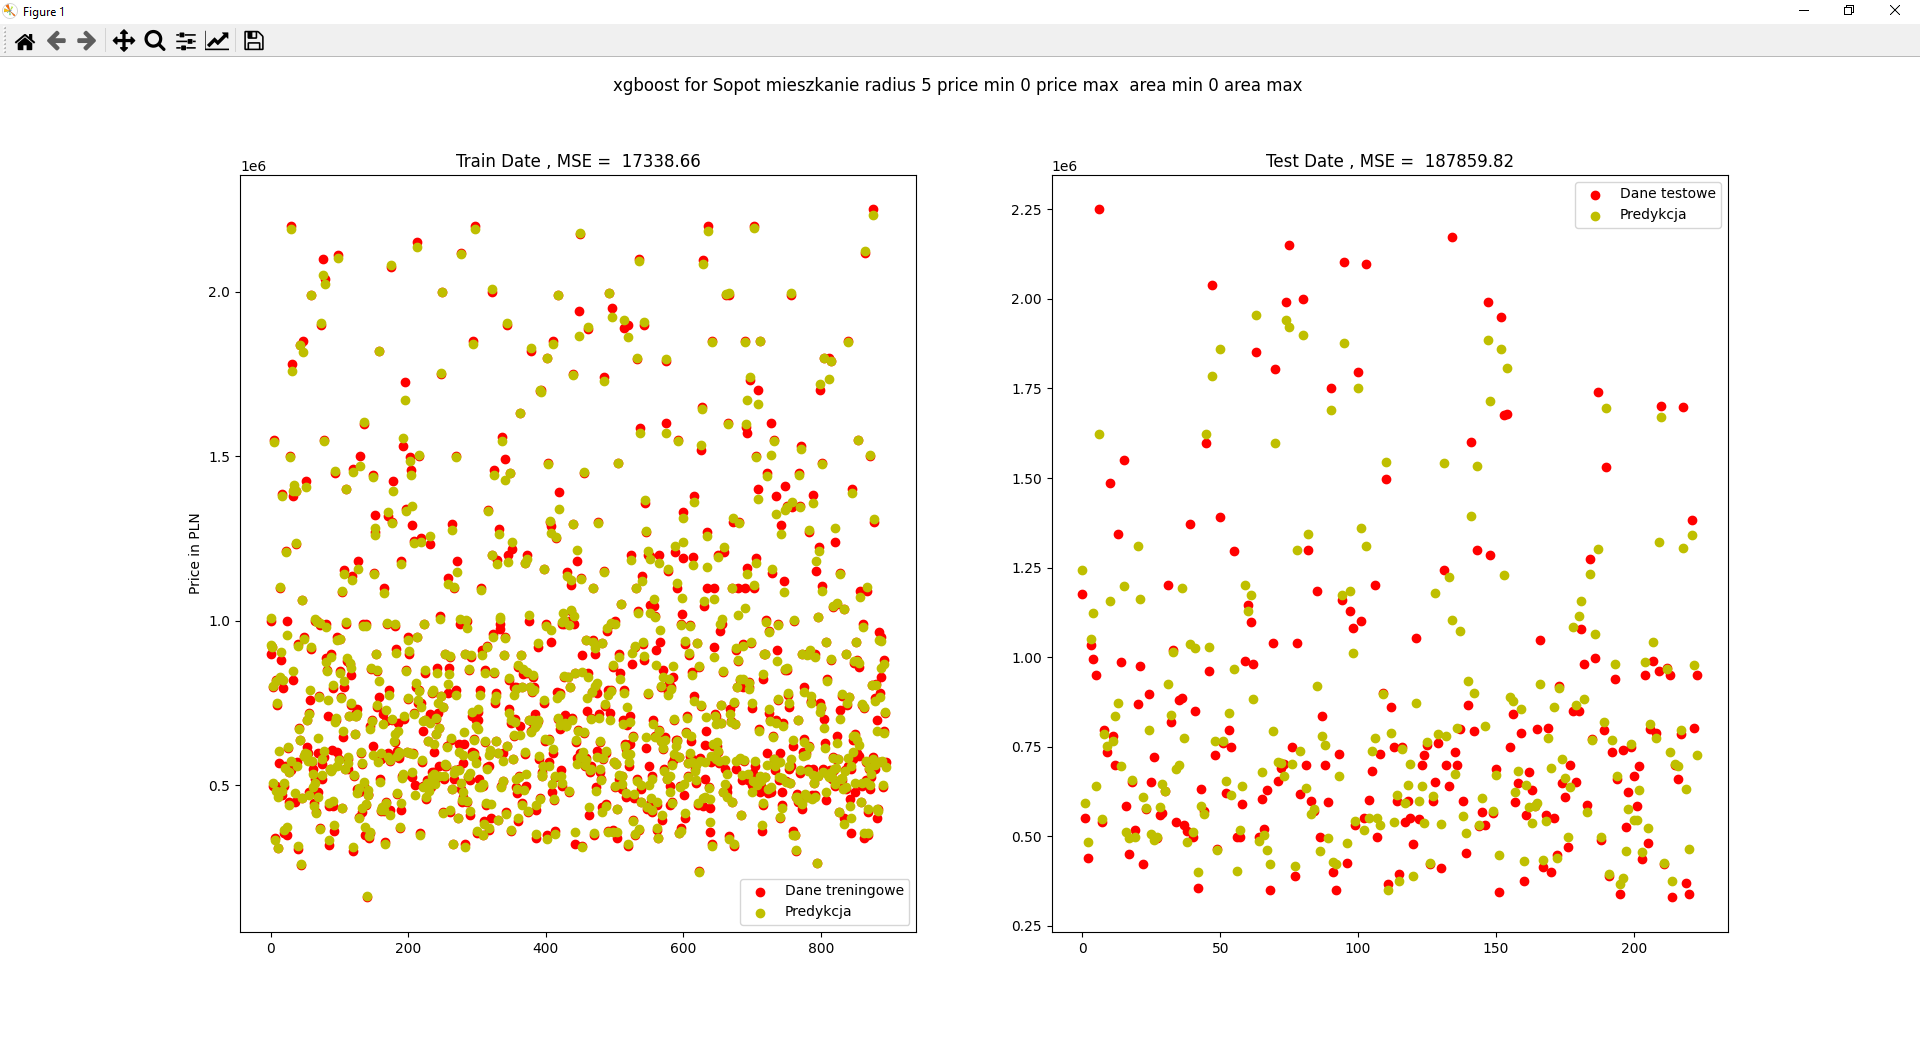 Figure 1
xgboost for Sopot mieszkanie radius 5 price min 0 price max  area min 0 area max
Train Date , MSE =  17338.66
1e6
2.0
1.5
1.0
0.5
Price in PLN
0
200
400
600
800
Dane treningowe
Predykcja
Test Date , MSE =  187859.82
1e6
2.25
2.00
1.75
1.50
1.25
1.00
0.75
0.50
0.25
0
50
100
150
200
Dane testowe
Predykcja